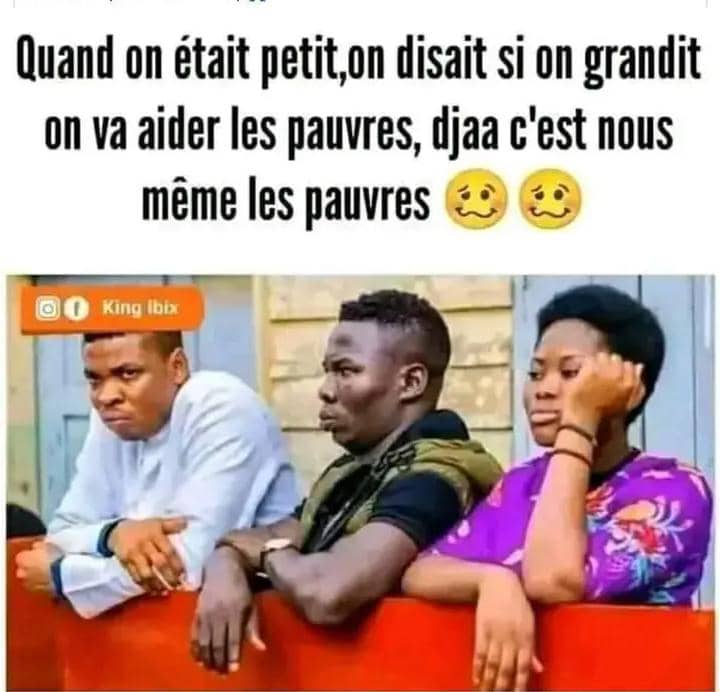 Quand on était petit,on disait si on grandit
on va aider les pauvres, djaa c'est nous
même les pauvres 🥴🥴
King Ibix